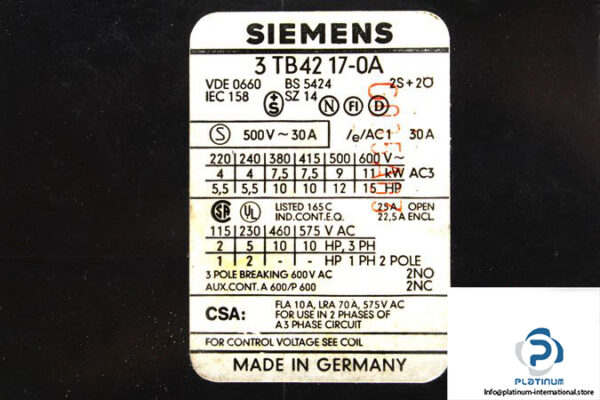 SIEMENS
3 TB42 17-0A
VDE 0660 BS 5424 2S+2Ö
IEC 158 SZ 14
S N FI D
S 500V~30A Ie/AC1 30A
220 240 380 415 500 600 V~
4 4 7,5 7,5 9 11 kW AC3
5,5 5,5 10 10 12 15 HP
LISTED 165C 25A OPEN
IND.CONT.EQ. 22,5A ENCL.
115 230 460 575 V AC
2 5 10 10 HP, 3 PH
1 2 - - HP 1 PH 2 POLE
3 POLE BREAKING 600V AC 2NO
AUX.CONT. A600/P600 2NC
CSA: FLA 10A, LRA 70A, 575V AC
FOR USE IN 2 PHASES OF
A 3 PHASE CIRCUIT
FOR CONTROL VOLTAGE SEE COIL
MADE IN GERMANY
PLATINUM
Info@platinum-international.store